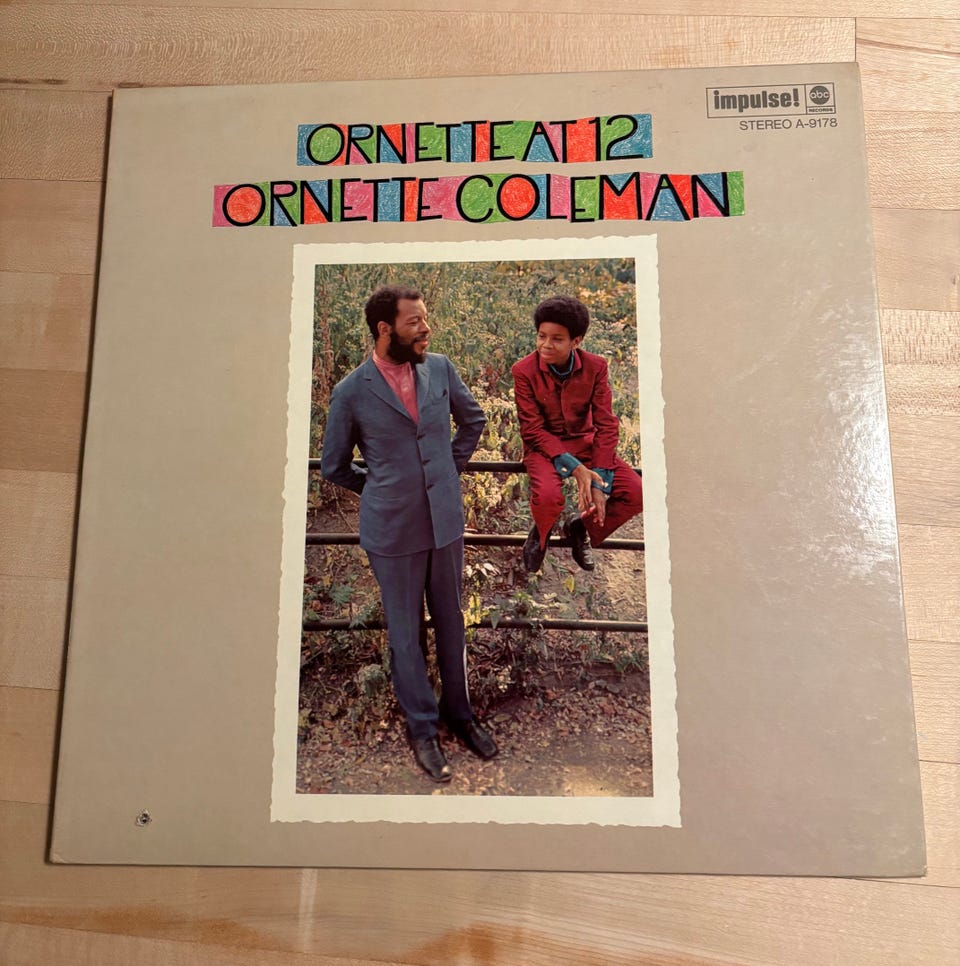 impulse! abc
RECORDS
STEREO A-9178
ORNETTE AT 12
ORNETTE COLEMAN